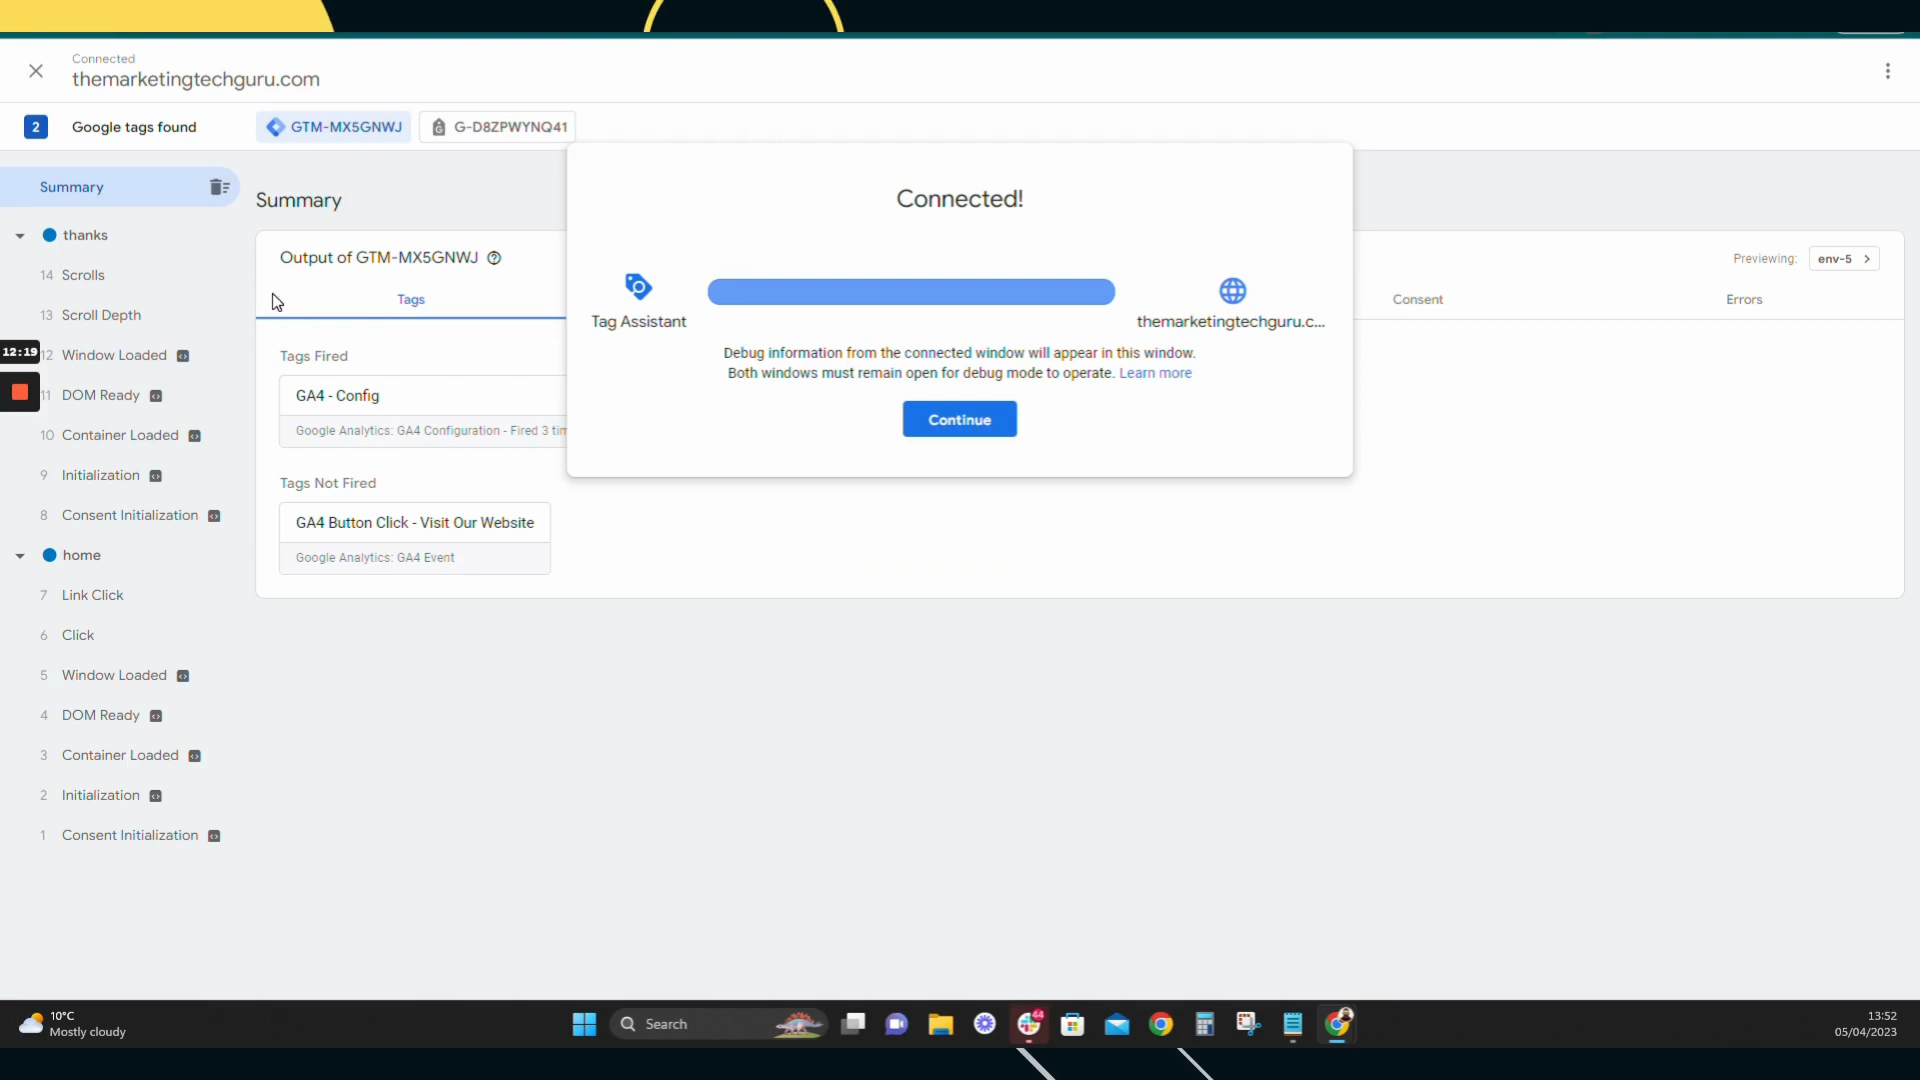 Connected
themarketingtechguru.com
2 Google tags found GTM-MX5GNWJ G-D8ZPWYNQ41
Summary
thanks
14 Scrolls
13 Scroll Depth
12:19
12 Window Loaded
11 DOM Ready
10 Container Loaded
9 Initialization
8 Consent Initialization
home
7 Link Click
6 Click
5 Window Loaded
4 DOM Ready
3 Container Loaded
2 Initialization
1 Consent Initialization
Summary
Output of GTM-MX5GNWJ
Previewing: env-5
Tags
Consent
Errors
Tags Fired
GA4 - Config
Google Analytics: GA4 Configuration - Fired 3 tim
Tags Not Fired
GA4 Button Click - Visit Our Website
Google Analytics: GA4 Event
Connected!
Tag Assistant
themarketingtechguru.c...
Debug information from the connected window will appear in this window.
Both windows must remain open for debug mode to operate. Learn more
Continue
10°C
Mostly cloudy
Search
44
13:52
05/04/2023